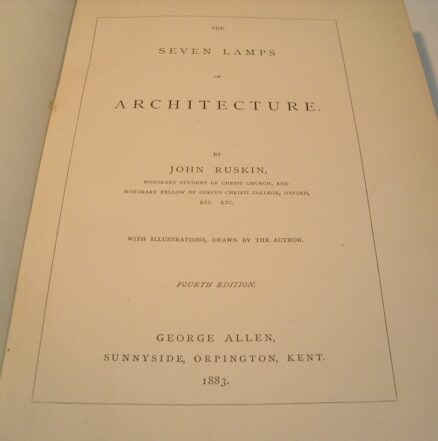 THE
SEVEN LAMPS
OF
ARCHITECTURE.
BY
JOHN RUSKIN,
HONORARY STUDENT OF CHRIST CHURCH, AND
HONORARY FELLOW OF CORPUS CHRISTI COLLEGE, OXFORD,
ETC. ETC.
WITH ILLUSTRATIONS, DRAWN BY THE AUTHOR.
FOURTH EDITION.
GEORGE ALLEN,
SUNNYSIDE, ORPINGTON, KENT.
1883.